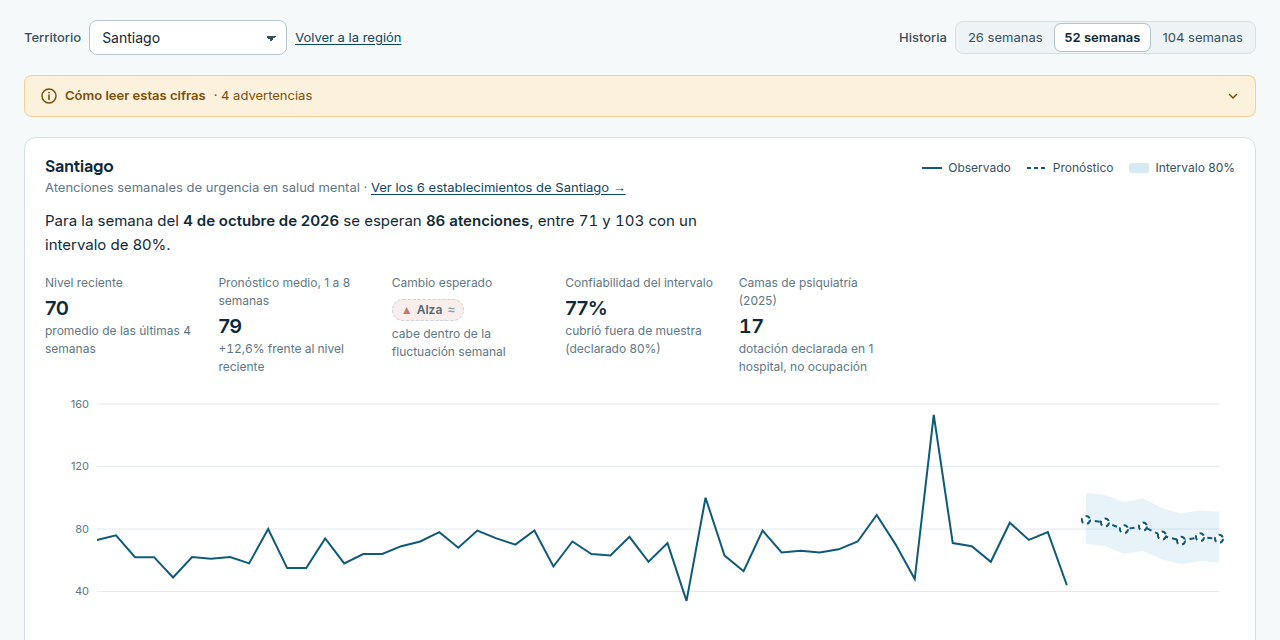 Territorio Santiago Volver a la región Historia 26 semanas 52 semanas 104 semanas
Cómo leer estas cifras · 4 advertencias
Santiago
Observado Pronóstico Intervalo 80%
Atenciones semanales de urgencia en salud mental · Ver los 6 establecimientos de Santiago →
Para la semana del 4 de octubre de 2026 se esperan 86 atenciones, entre 71 y 103 con un
intervalo de 80%.
Nivel reciente
70
promedio de las últimas 4
semanas
Pronóstico medio, 1 a 8
semanas
79
+12,6% frente al nivel
reciente
Cambio esperado
▲ Alza ≈
cabe dentro de la
fluctuación semanal
Confiabilidad del intervalo
77%
cubrió fuera de muestra
(declarado 80%)
Camas de psiquiatría
(2025)
17
dotación declarada en 1
hospital, no ocupación
160
120
80
40